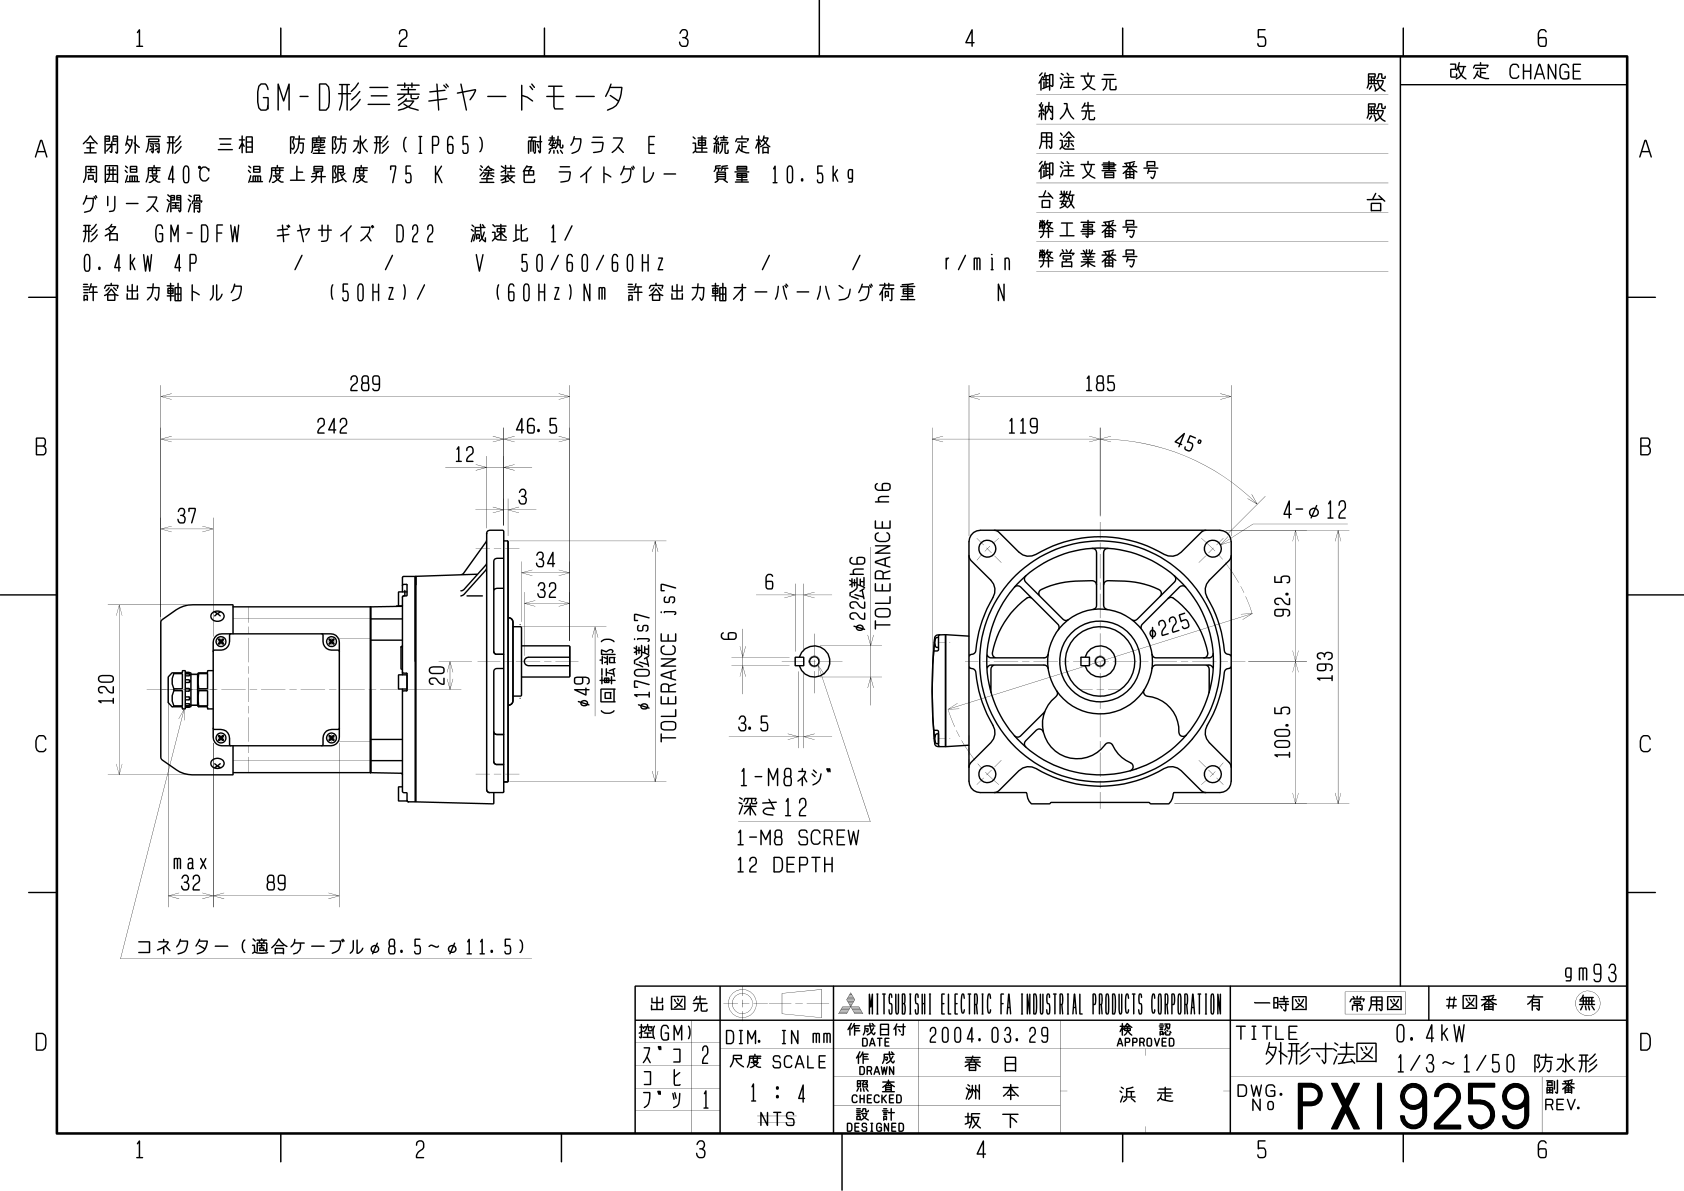 1 2 3 4 5 6
改定 CHANGE
GM-D形三菱ギヤードモータ
全閉外扇形 三相 防塵防水形(IP65) 耐熱クラス E 連続定格
周囲温度40℃ 温度上昇限度 75 K 塗装色 ライトグレー 質量 10.5kg
グリース潤滑
形名 GM-DFW ギヤサイズ D22 減速比 1/
0.4kW 4P / / V 50/60/60Hz / / r/min
許容出力軸トルク (50Hz)/ (60Hz)Nm 許容出力軸オーバーハング荷重 N
御注文元 殿
納入先 殿
用途
御注文書番号
台数 台
弊工事番号
弊営業番号
A A
B B
C C
D D
289
242 46.5
12
3
37
34
32
120
20
φ49
(回転部)
φ170公差js7
TOLERANCE js7
max
32 89
コネクター(適合ケーブルφ8.5～φ11.5)
6
6
3.5
φ22公差h6
TOLERANCE h6
1-M8ネジ
深さ12
1-M8 SCREW
12 DEPTH
185
119
45°
4-φ12
φ225
92.5
100.5
193
gm93
出図先
控(GM)
ズコ 2
コヒ
ブツ 1
DIM. IN mm
尺度 SCALE
1 : 4
NTS
MITSUBISHI ELECTRIC FA INDUSTRIAL PRODUCTS CORPORATION
作成日付 DATE 2004.03.29
作成 DRAWN 春日
照査 CHECKED 洲本
設計 DESIGNED 坂下
検認 APPROVED
浜走
一時図 常用図 #図番 有 無
TITLE 0.4kW
外形寸法図 1/3～1/50 防水形
DWG. No PX19259 副番 REV.
1 2 3 4 5 6